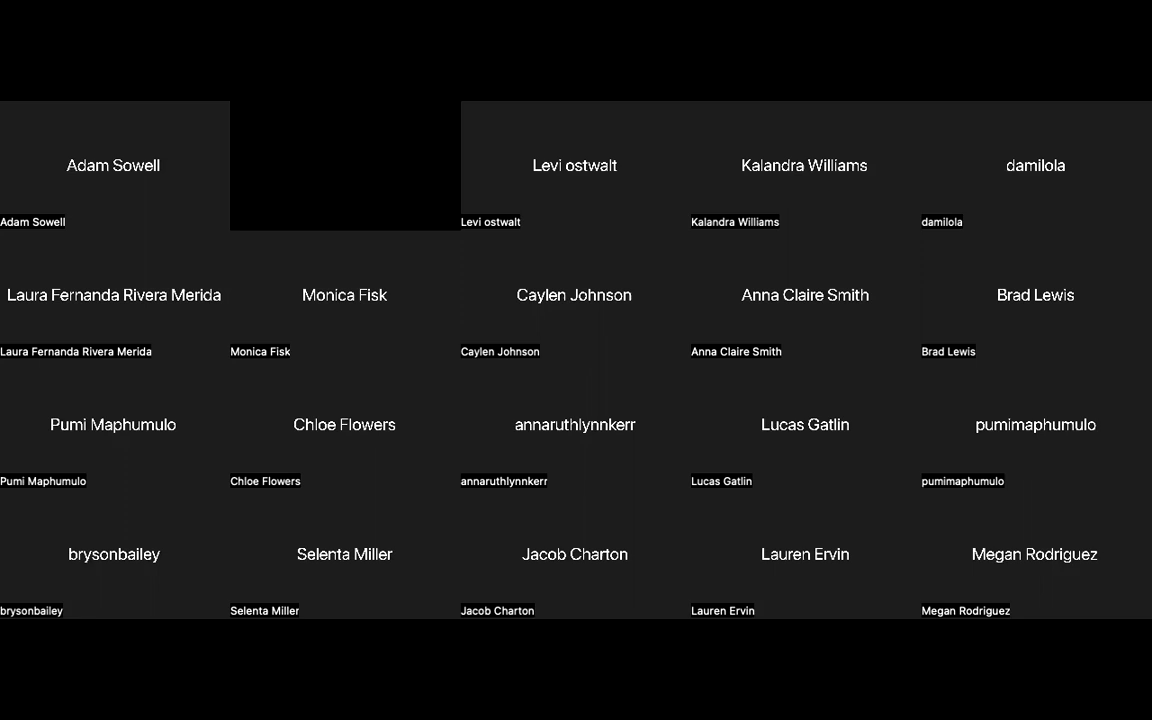 Adam Sowell
Levi ostwalt
Kalandra Williams
damilola
Adam Sowell
Levi ostwalt
Kalandra Williams
damilola
Laura Fernanda Rivera Merida
Monica Fisk
Caylen Johnson
Anna Claire Smith
Brad Lewis
Laura Fernanda Rivera Merida
Monica Fisk
Caylen Johnson
Anna Claire Smith
Brad Lewis
Pumi Maphumulo
Chloe Flowers
annaruthlynnkerr
Lucas Gatlin
pumimaphumulo
Pumi Maphumulo
Chloe Flowers
annaruthlynnkerr
Lucas Gatlin
pumimaphumulo
brysonbailey
Selenta Miller
Jacob Charton
Lauren Ervin
Megan Rodriguez
brysonbailey
Selenta Miller
Jacob Charton
Lauren Ervin
Megan Rodriguez